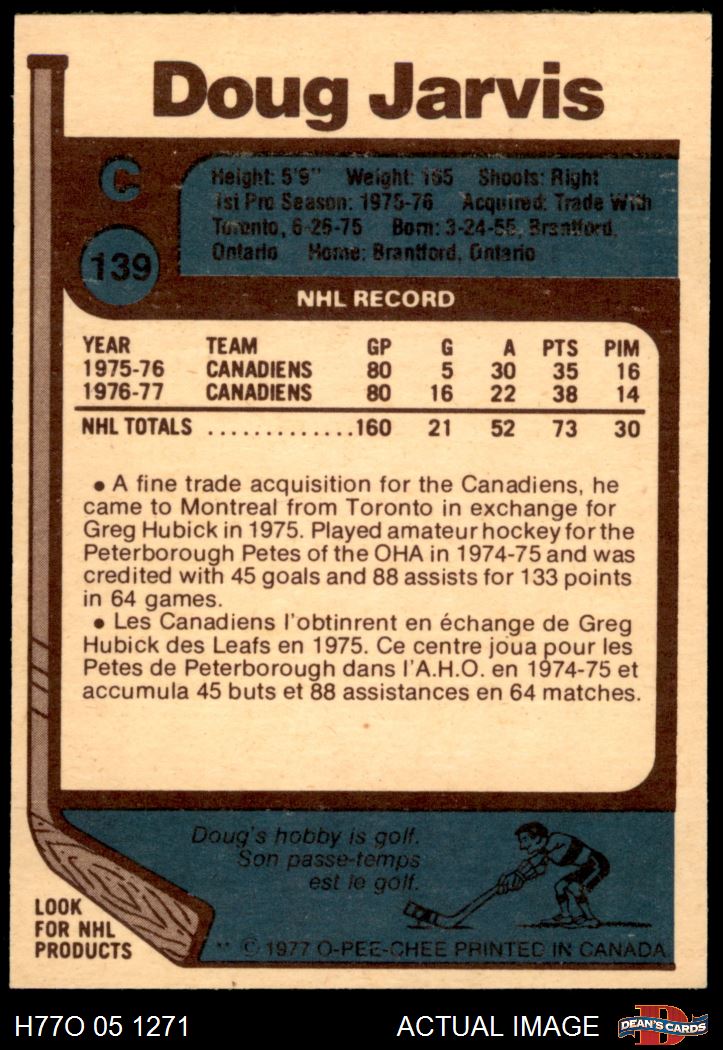 Doug Jarvis
C
139
Height: 5'9" Weight: 165 Shoots: Right
1st Pro Season: 1975-76 Acquired: Trade With
Toronto, 6-26-75 Born: 3-24-55, Brantford,
Ontario Home: Brantford, Ontario
NHL RECORD
YEAR TEAM GP G A PTS PIM
1975-76 CANADIENS 80 5 30 35 16
1976-77 CANADIENS 80 16 22 38 14
NHL TOTALS .............160 21 52 73 30
• A fine trade acquisition for the Canadiens, he
came to Montreal from Toronto in exchange for
Greg Hubick in 1975. Played amateur hockey for the
Peterborough Petes of the OHA in 1974-75 and was
credited with 45 goals and 88 assists for 133 points
in 64 games.
• Les Canadiens l'obtinrent en échange de Greg
Hubick des Leafs en 1975. Ce centre joua pour les
Petes de Peterborough dans l'A.H.O. en 1974-75 et
accumula 45 buts et 88 assistances en 64 matches.
Doug's hobby is golf.
Son passe-temps
est le golf.
LOOK
FOR NHL
PRODUCTS
** © 1977 O-PEE-CHEE PRINTED IN CANADA
H77O 05 1271
ACTUAL IMAGE
DEAN'S CARDS